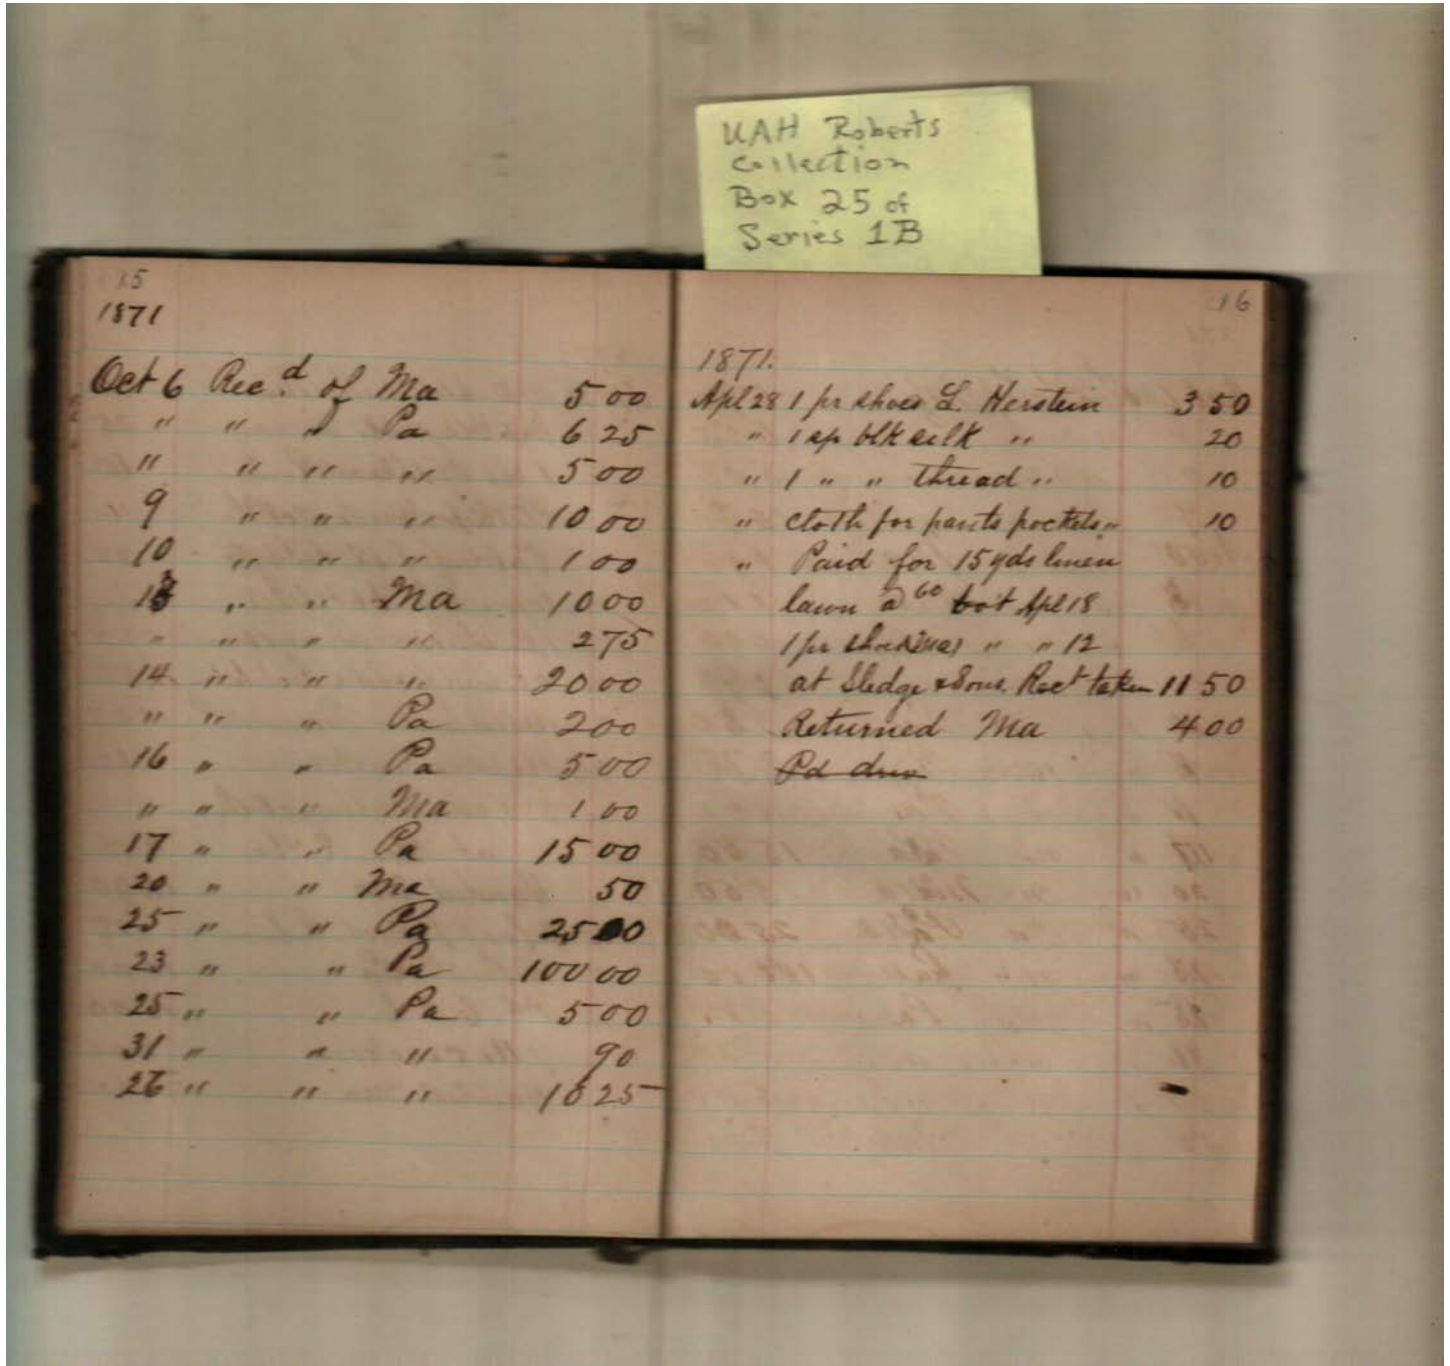 UAH Roberts
Collection
Box 25 of
Series 1B
15
1871
Oct 6 Rec.d of Ma 5 00
" " " Pa 6 25
" " " " 5 00
9 " " " 10 00
10 " " " 1 00
" " Ma 10 00
" " " " 2 75
14 " " " 20 00
" " " Pa 2 00
16 " " Pa 5 00
" " " Ma 1 00
17 " " Pa 15 00
20 " " Ma 50
25 " " Pa 25 00
23 " " Pa 100 00
25 " " Pa 5 00
31 " " " 90
26 " " " 10 25
16
1871.
Apl 28 1 pr shoes L. Herstein 3 50
" 1 sp blk silk " 20
" 1 " " thread " 10
" cloth for pants pockets " 10
" Paid for 15 yds linen
lawn @ 60 bot Apl 18
1 pr " " 12
at Sledge & Sons. Rect taken 11 50
Returned Ma 4 00
Pd